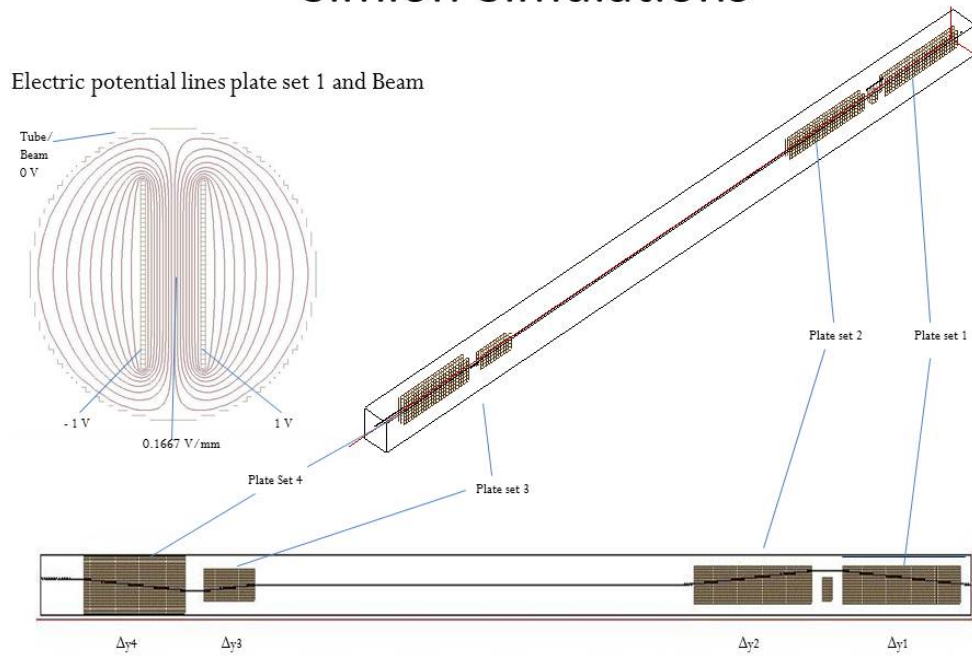 Electric potential lines plate set 1 and Beam
Tube/
Beam
0 V
- 1 V
1 V
0.1667 V/mm
Plate set 2
Plate set 1
Plate Set 4
Plate set 3
Δy4
Δy3
Δy2
Δy1